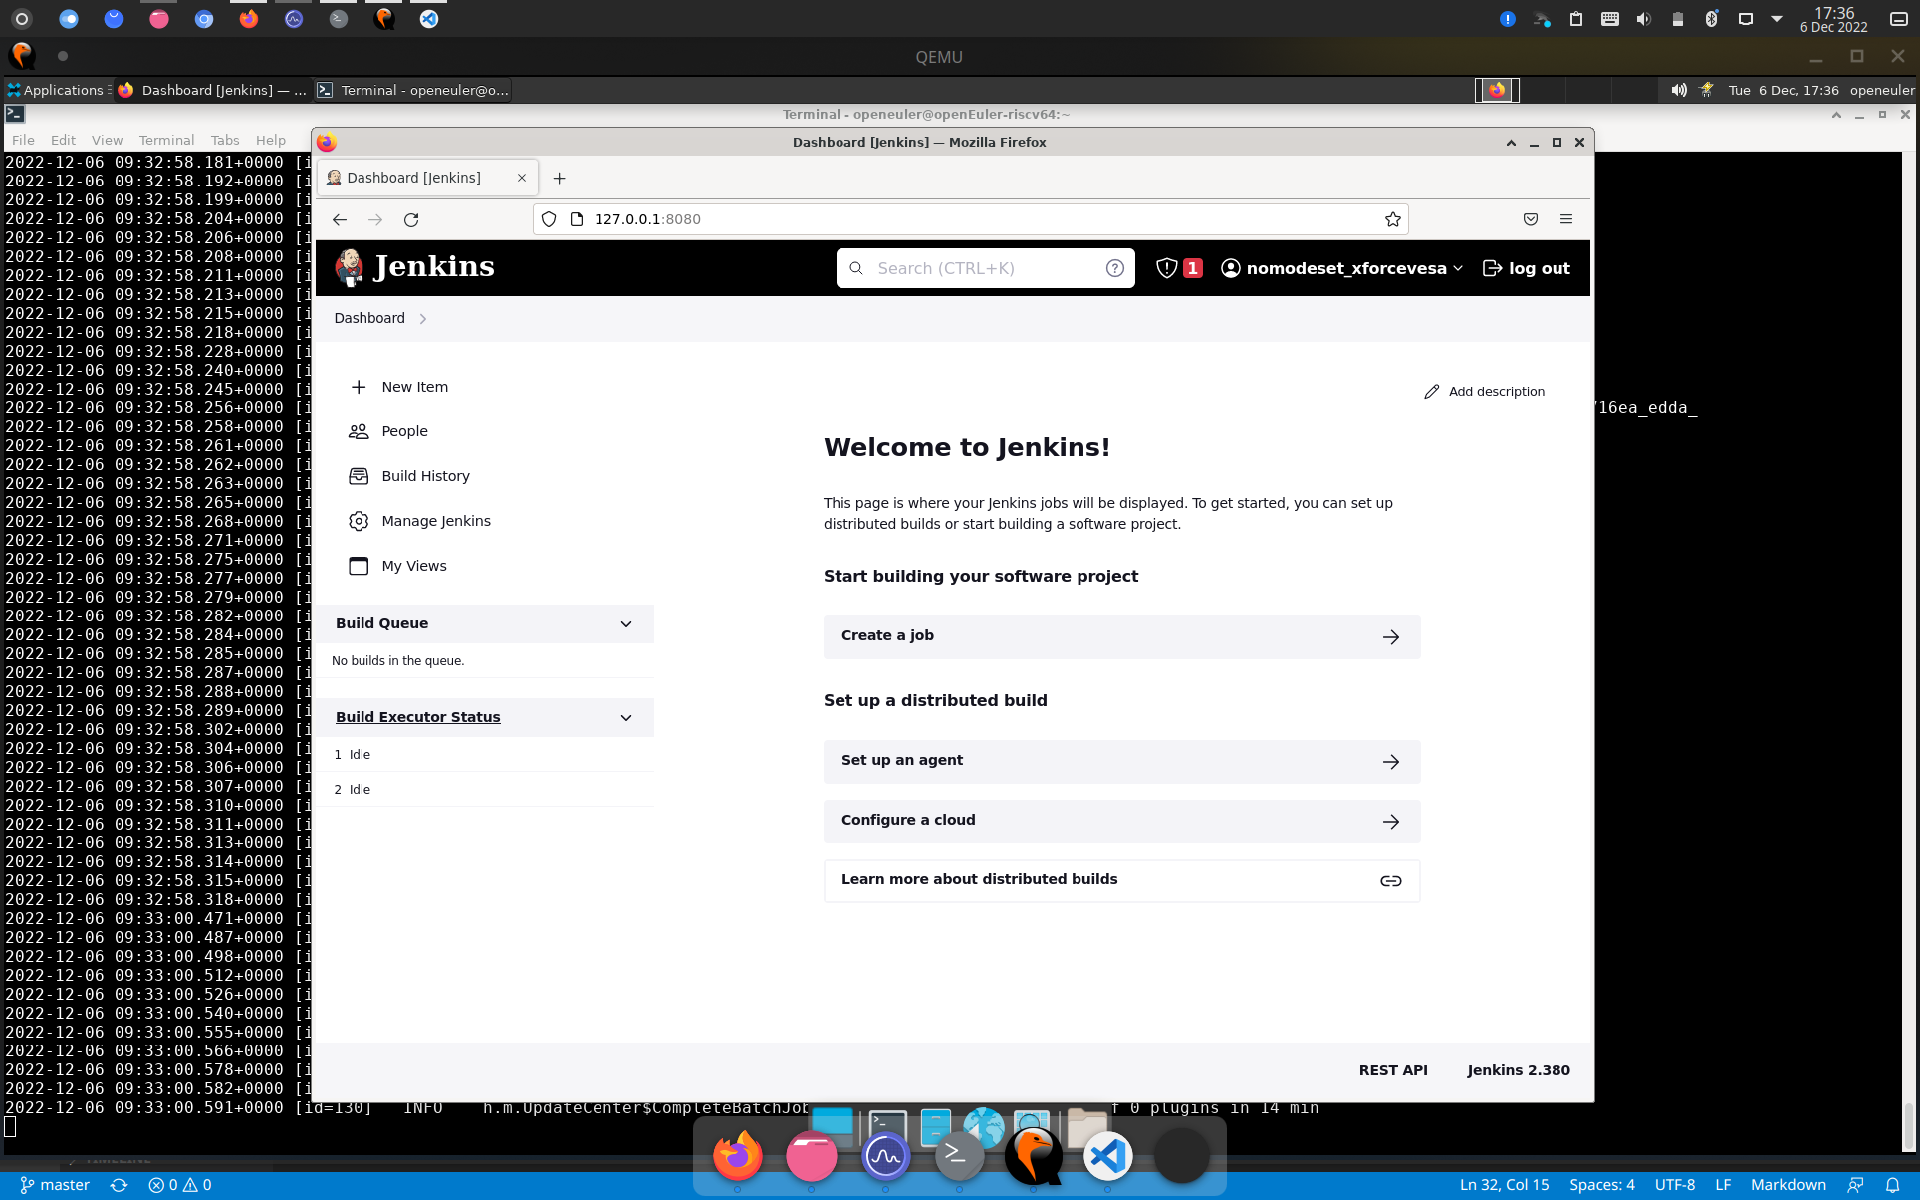 17:36
6 Dec 2022
QEMU
Applications
Dashboard [Jenkins] — ...
Terminal - openeuler@o...
Tue 6 Dec, 17:36 openeuler
Terminal - openeuler@openEuler-riscv64:~
File Edit View Terminal Tabs Help
Dashboard [Jenkins] — Mozilla Firefox
Dashboard [Jenkins]
127.0.0.1:8080
Jenkins
Search (CTRL+K)
1
nomodeset_xforcevesa
log out
Dashboard
New Item
People
Build History
Manage Jenkins
My Views
Build Queue
No builds in the queue.
Build Executor Status
1 Idle
2 Idle
Add description
Welcome to Jenkins!
This page is where your Jenkins jobs will be displayed. To get started, you can set up
distributed builds or start building a software project.
Start building your software project
Create a job
Set up a distributed build
Set up an agent
Configure a cloud
Learn more about distributed builds
REST API
Jenkins 2.380
2022-12-06 09:32:58.181+0000 [i
2022-12-06 09:32:58.192+0000 [i
2022-12-06 09:32:58.199+0000 [i
2022-12-06 09:32:58.204+0000 [i
2022-12-06 09:32:58.206+0000 [i
2022-12-06 09:32:58.208+0000 [i
2022-12-06 09:32:58.211+0000 [i
2022-12-06 09:32:58.213+0000 [i
2022-12-06 09:32:58.215+0000 [i
2022-12-06 09:32:58.218+0000 [i
2022-12-06 09:32:58.228+0000 [i
2022-12-06 09:32:58.240+0000 [i
2022-12-06 09:32:58.245+0000 [i
2022-12-06 09:32:58.256+0000 [i 16ea_edda_
2022-12-06 09:32:58.258+0000 [i
2022-12-06 09:32:58.261+0000 [i
2022-12-06 09:32:58.262+0000 [i
2022-12-06 09:32:58.263+0000 [i
2022-12-06 09:32:58.265+0000 [i
2022-12-06 09:32:58.268+0000 [i
2022-12-06 09:32:58.271+0000 [i
2022-12-06 09:32:58.275+0000 [i
2022-12-06 09:32:58.277+0000 [i
2022-12-06 09:32:58.279+0000 [i
2022-12-06 09:32:58.282+0000 [i
2022-12-06 09:32:58.284+0000 [i
2022-12-06 09:32:58.285+0000 [i
2022-12-06 09:32:58.287+0000 [i
2022-12-06 09:32:58.288+0000 [i
2022-12-06 09:32:58.289+0000 [i
2022-12-06 09:32:58.302+0000 [i
2022-12-06 09:32:58.304+0000 [i
2022-12-06 09:32:58.306+0000 [i
2022-12-06 09:32:58.307+0000 [i
2022-12-06 09:32:58.310+0000 [i
2022-12-06 09:32:58.311+0000 [i
2022-12-06 09:32:58.313+0000 [i
2022-12-06 09:32:58.314+0000 [i
2022-12-06 09:32:58.315+0000 [i
2022-12-06 09:32:58.318+0000 [i
2022-12-06 09:33:00.471+0000 [i
2022-12-06 09:33:00.487+0000 [i
2022-12-06 09:33:00.498+0000 [i
2022-12-06 09:33:00.512+0000 [i
2022-12-06 09:33:00.526+0000 [i
2022-12-06 09:33:00.540+0000 [i
2022-12-06 09:33:00.555+0000 [i
2022-12-06 09:33:00.566+0000 [i
2022-12-06 09:33:00.578+0000 [i
2022-12-06 09:33:00.582+0000 [i
2022-12-06 09:33:00.591+0000 [id=130] INFO h.m.UpdateCenter$CompleteBatchJob f 0 plugins in 14 min
TIMELINE
master 0 0 Ln 32, Col 15 Spaces: 4 UTF-8 LF Markdown